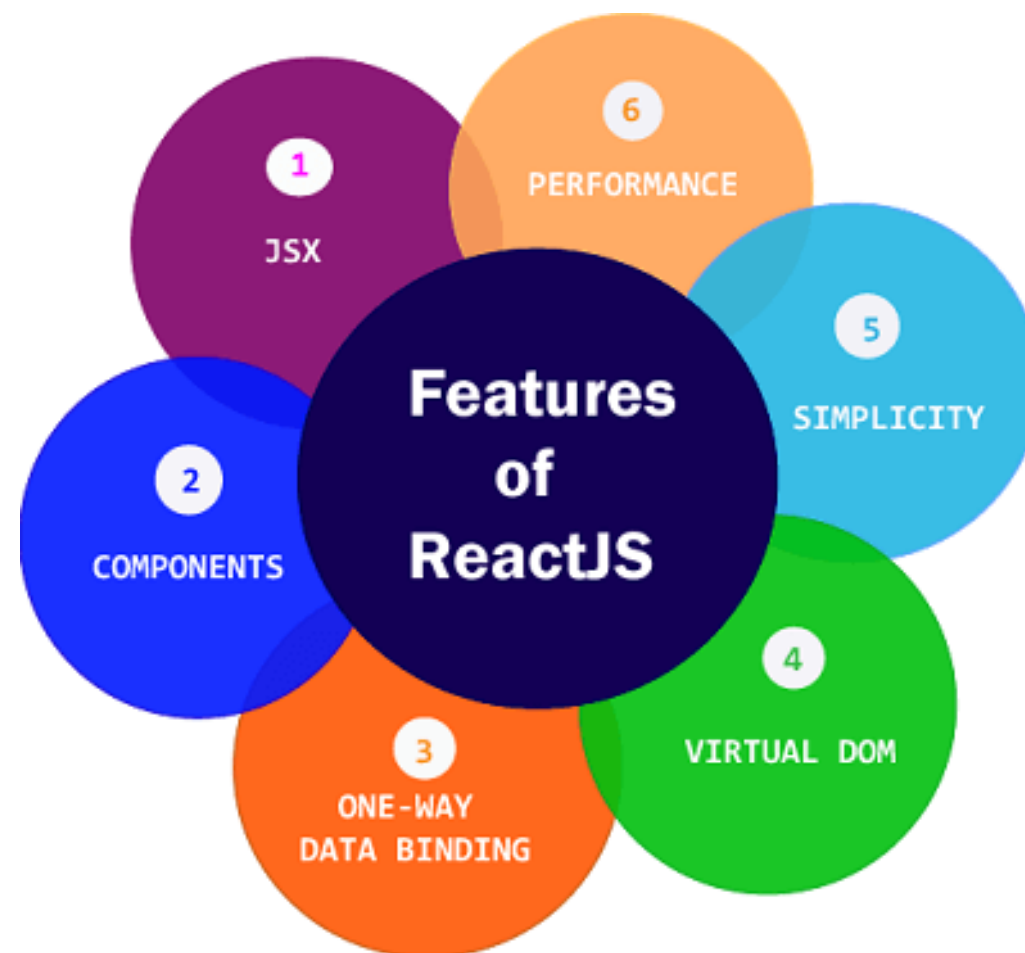 Features
of
ReactJS
1
JSX
2
COMPONENTS
3
ONE-WAY
DATA BINDING
4
VIRTUAL DOM
5
SIMPLICITY
6
PERFORMANCE